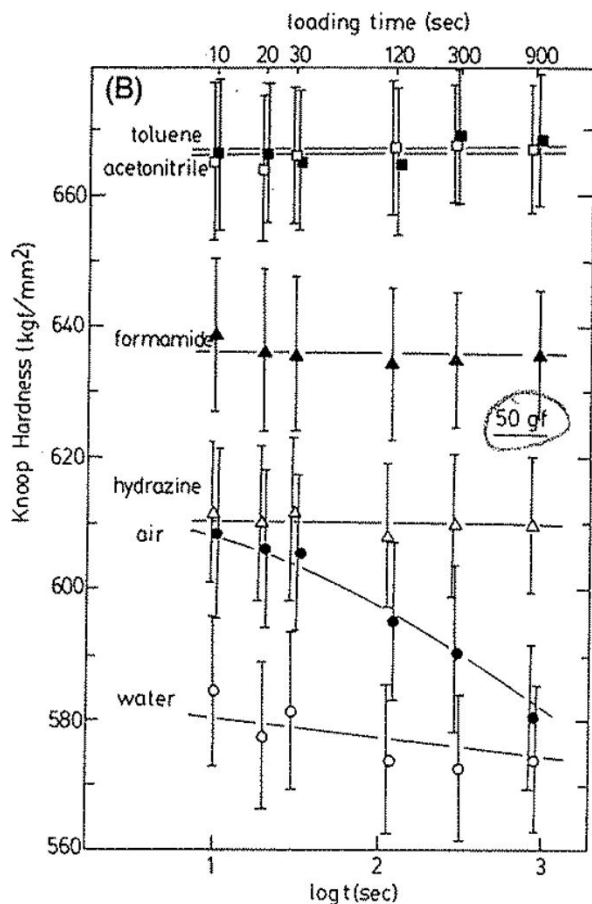 loading time (sec)
10 20 30 120 300 900
(B)
toluene
acetonitrile
660
640
formamide
50 gf
620
hydrazine
air
600
water
580
560
1 2 3
log t(sec)
Knoop Hardness (kgf/mm2)